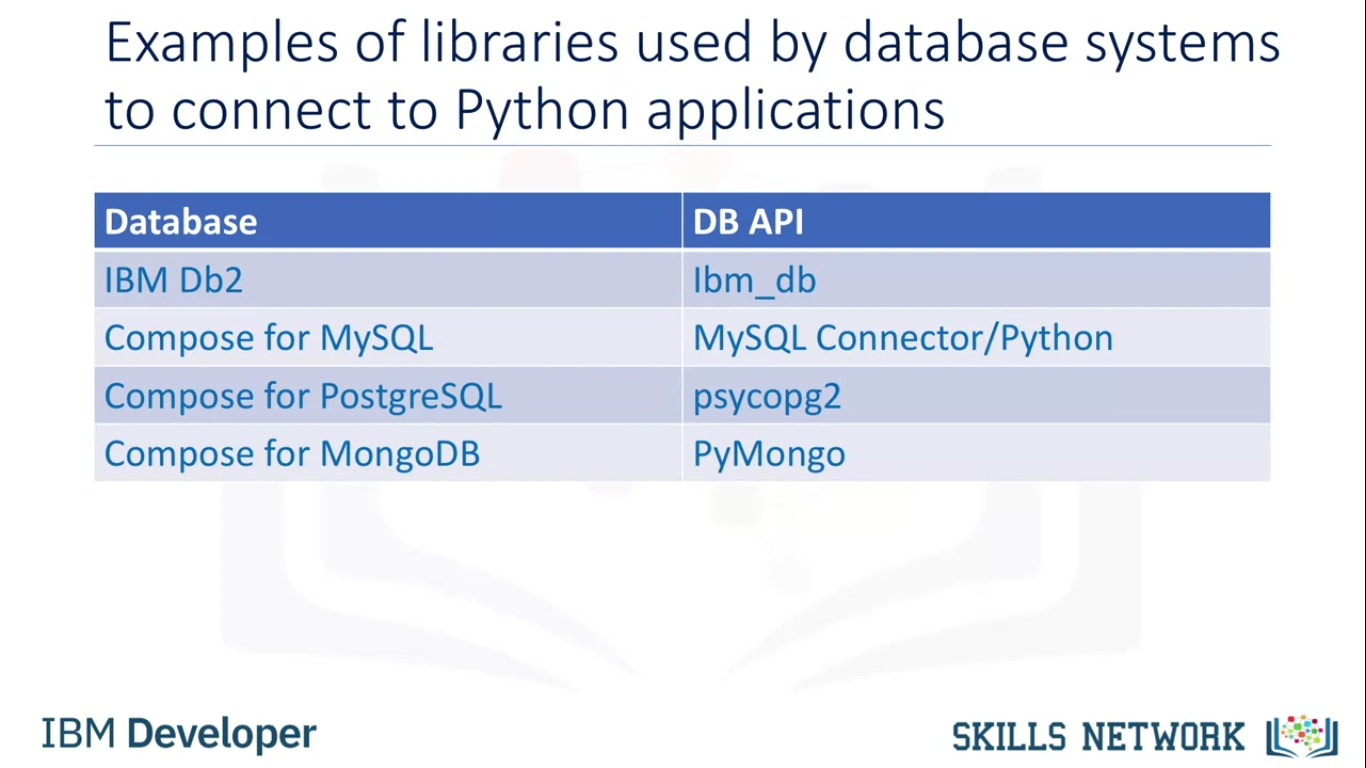 Examples of libraries used by database systems
to connect to Python applications
Database DB API
IBM Db2 Ibm_db
Compose for MySQL MySQL Connector/Python
Compose for PostgreSQL psycopg2
Compose for MongoDB PyMongo
IBM Developer SKILLS NETWORK